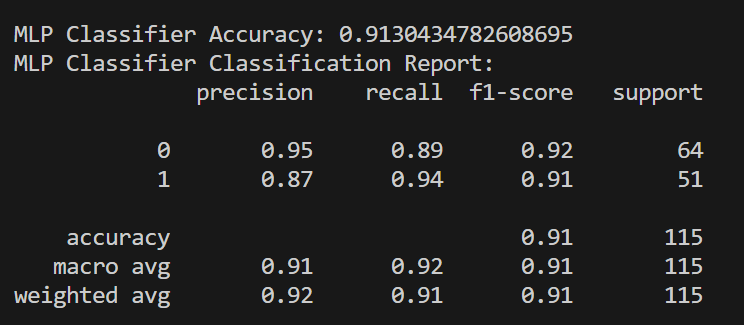 MLP Classifier Accuracy: 0.9130434782608695
MLP Classifier Classification Report:
precision recall f1-score support
0 0.95 0.89 0.92 64
1 0.87 0.94 0.91 51
accuracy 0.91 115
macro avg 0.91 0.92 0.91 115
weighted avg 0.92 0.91 0.91 115